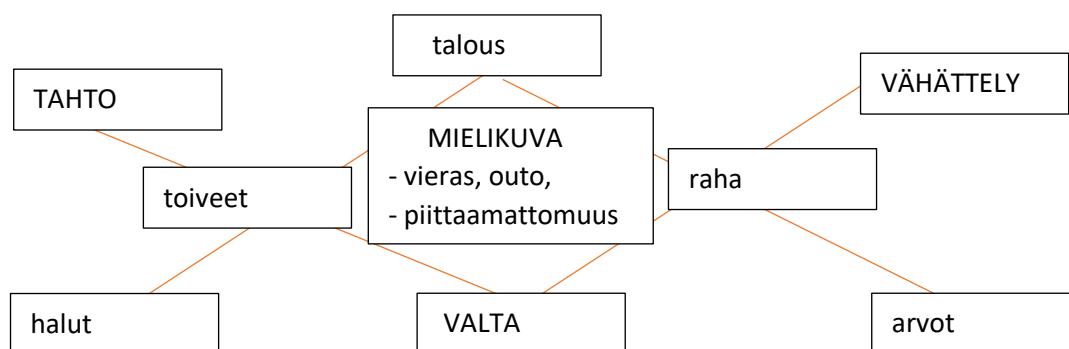 talous
TAHTO
VÄHÄTTELY
MIELIKUVA
- vieras, outo,
- piittaamattomuus
toiveet
raha
halut
VALTA
arvot